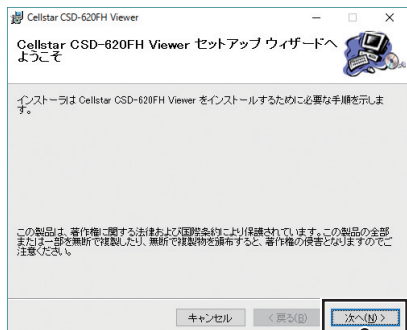 Cellstar CSD-620FH Viewer
Cellstar CSD-620FH Viewer セットアップ ウィザードへ
ようこそ
インストーラは Cellstar CSD-620FH Viewer をインストールするために必要な手順を示しま
す。
この製品は、著作権に関する法律および国際条約により保護されています。この製品の全部
または一部を無断で複製したり、無断で複製物を頒布すると、著作権の侵害となりますのでご
注意ください。
キャンセル
< 戻る(B)
次へ(N) >